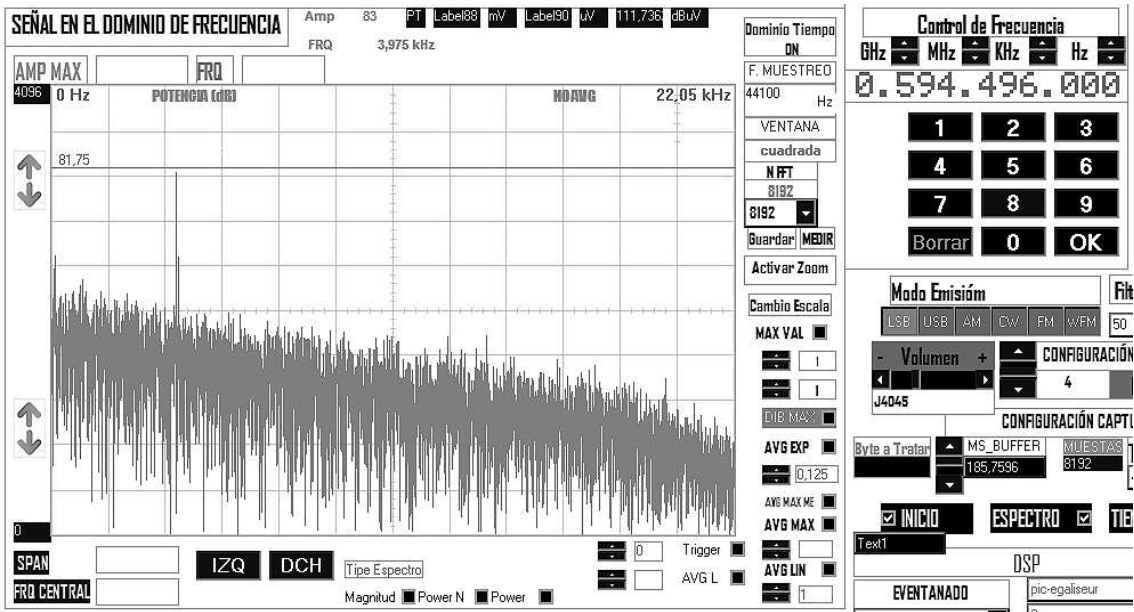 SEÑAL EN EL DOMINIO DE FRECUENCIA
Amp 83 PT Label88 mV Label90 uV 111,736 dBuV
FRQ 3,975 kHz
AMP MAX FRQ
4096 0 Hz POTENCIA (dB) NOAVG 22,05 kHz
81,75
0
SPAN
FRQ CENTRAL
IZQ DCH
Tipe Espectro
Magnitud Power N Power
0 Trigger
AVG L
Dominio Tiempo
ON
F. MUESTREO
44100 Hz
VENTANA
cuadrada
N FFT
8192
8192
Guardar MEDIR
Activar Zoom
Cambio Escala
MAX VAL
1
1
DIB MAX
AVG EXP
0,125
AVG MAX ME
AVG MAX
AVG LIN
1
Control de Frecuencia
GHz MHz KHz Hz
0.594.496.000
1 2 3
4 5 6
7 8 9
Borrar 0 OK
Modo Emisióm
LSB USB AM CW FM WFM
50
- Volumen +
J4045
CONFIGURACIÓN
4
CONFIGURACIÓN CAPTU
Byte a Tratar
MS_BUFFER
185,7596
MUESTAS
8192
INICIO ESPECTRO TIE
Text1
DSP
EVENTANADO
pic-egaliseur